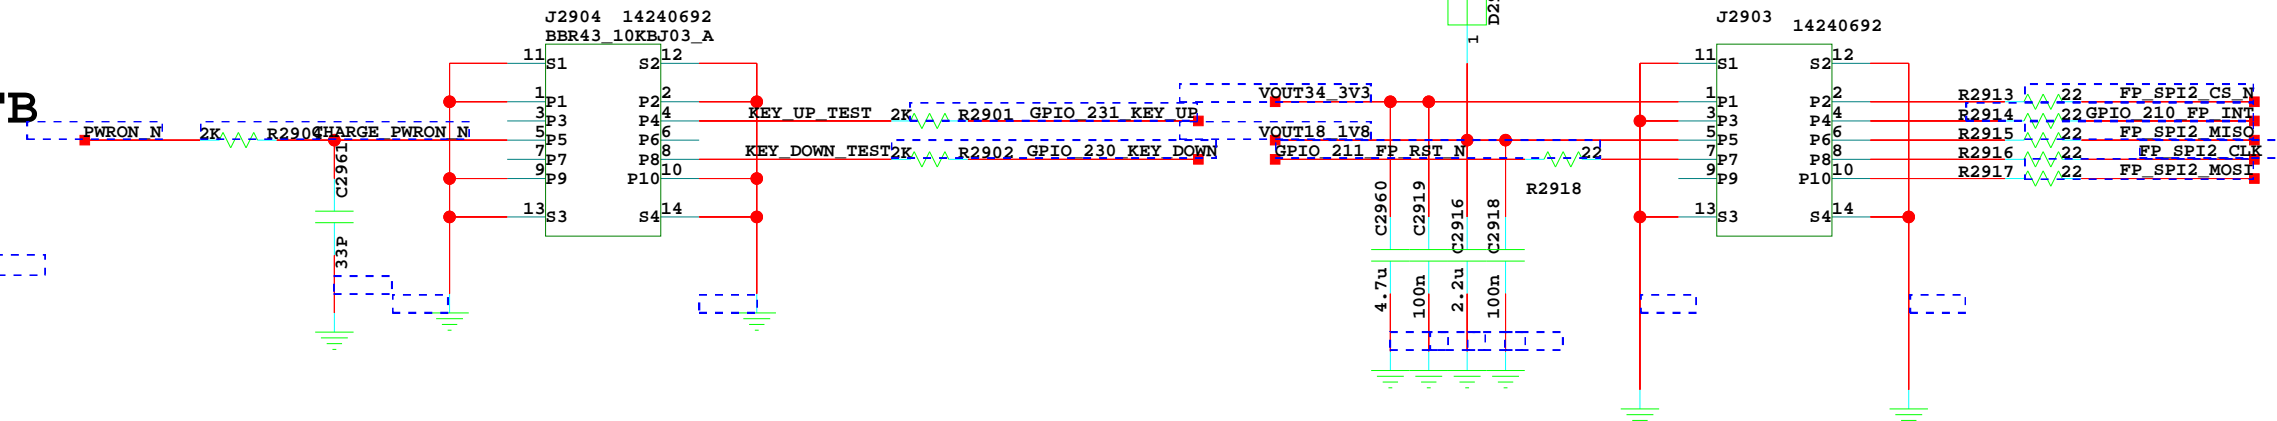 J2904 14240692
BBR43_10KBJ03_A
11 S1 S2 12
1 P1 P2 2
3 P3 P4 4
5 P5 P6 6
7 P7 P8 8
9 P9 P10 10
13 S3 S4 14
TB
PWRON_N 2K R2904 CHARGE_PWRON_N
C2961
33P
KEY_UP_TEST 2K R2901 GPIO_231_KEY_UP
KEY_DOWN_TEST 2K R2902 GPIO_230_KEY_DOWN
1
VOUT34_3V3
VOUT18_1V8
GPIO_211_FP_RST_N 22
R2918
C2960 C2919 C2916 C2918
4.7u 100n 2.2u 100n
J2903 14240692
11 S1 S2 12
1 P1 P2 2
3 P3 P4 4
5 P5 P6 6
7 P7 P8 8
9 P9 P10 10
13 S3 S4 14
R2913 22 FP_SPI2_CS_N
R2914 22 GPIO_210_FP_INT
R2915 22 FP_SPI2_MISO
R2916 22 FP_SPI2_CLK
R2917 22 FP_SPI2_MOSI